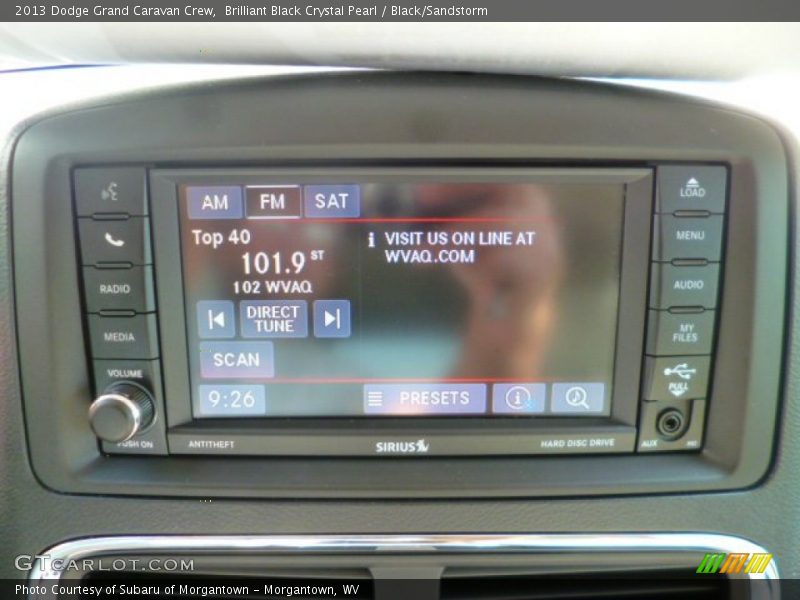 2013 Dodge Grand Caravan Crew,  Brilliant Black Crystal Pearl / Black/Sandstorm
AM FM SAT
Top 40
101.9 ST
102 WVAQ
i VISIT US ON LINE AT
WVAQ.COM
DIRECT
TUNE
SCAN
9:26 PRESETS i
RADIO
MEDIA
VOLUME
PUSH ON
LOAD
MENU
AUDIO
MY
FILES
PULL
AUX
ANTITHEFT
SIRIUS
HARD DISC DRIVE
GTCARLOT.COM
Photo Courtesy of Subaru of Morgantown - Morgantown, WV